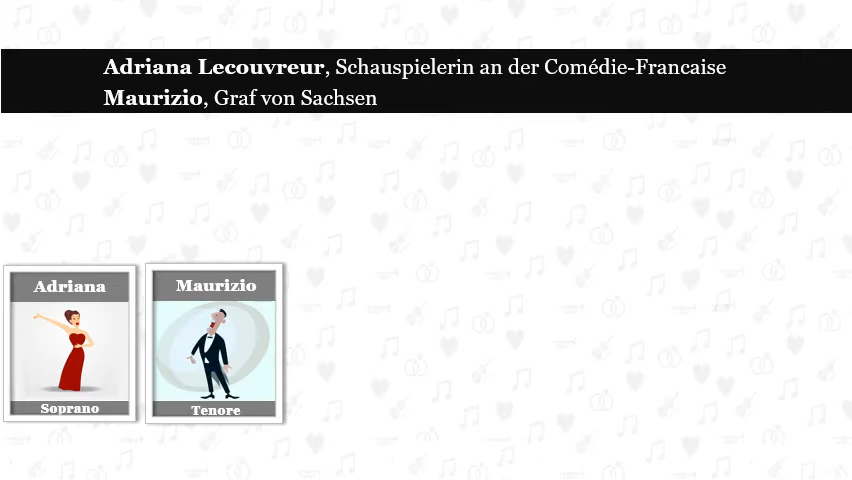 Adriana Lecouvreur, Schauspielerin an der Comédie-Francaise
Maurizio, Graf von Sachsen
Adriana
Soprano
Maurizio
Tenore